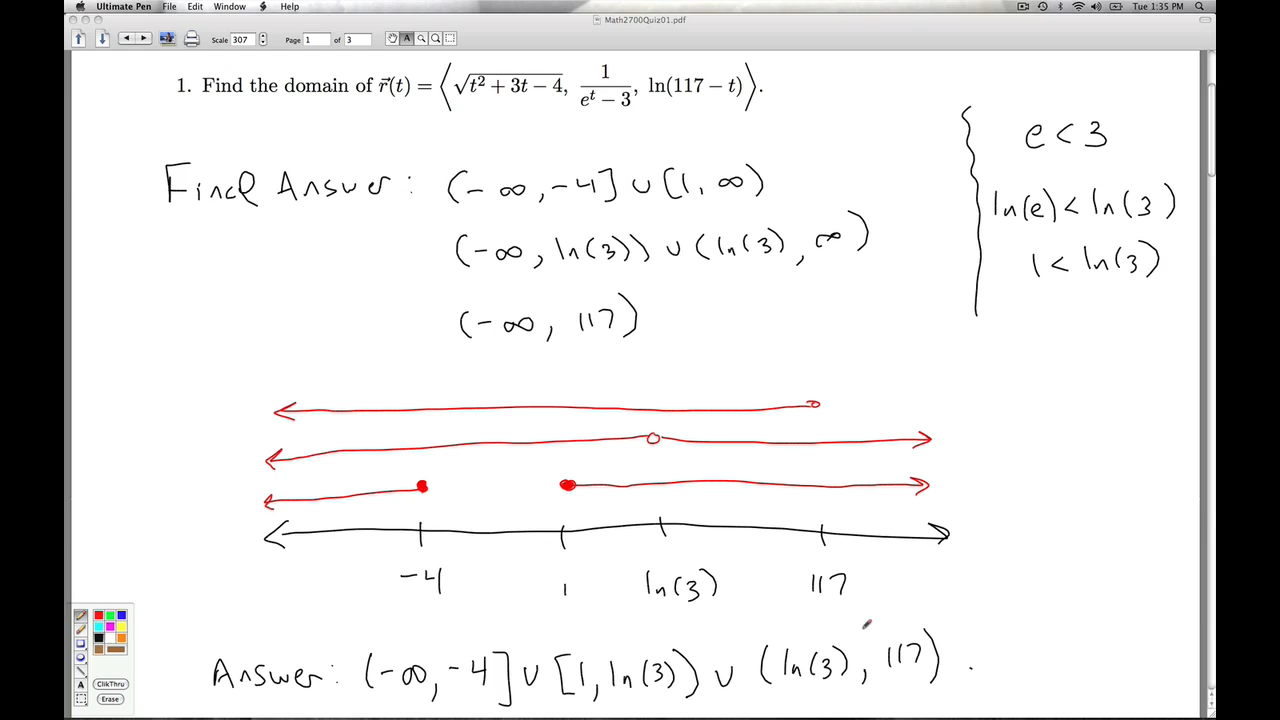 Ultimate Pen File Edit Window Help Tue 1:35 PM
Math2700Quiz01.pdf
Scale 307 Page 1 of 3
1. Find the domain of r⃗(t) = ⟨√(t² + 3t − 4), 1/(eᵗ − 3), ln(117 − t)⟩.
Final Answer: (-∞, -4] ∪ [1, ∞)
(-∞, ln(3)) ∪ (ln(3), ∞)
(-∞, 117)
e < 3
ln(e) < ln(3)
1 < ln(3)
-4 1 ln(3) 117
ClikThru
Erase
Answer: (-∞, -4] ∪ [1, ln(3)) ∪ (ln(3), 117).